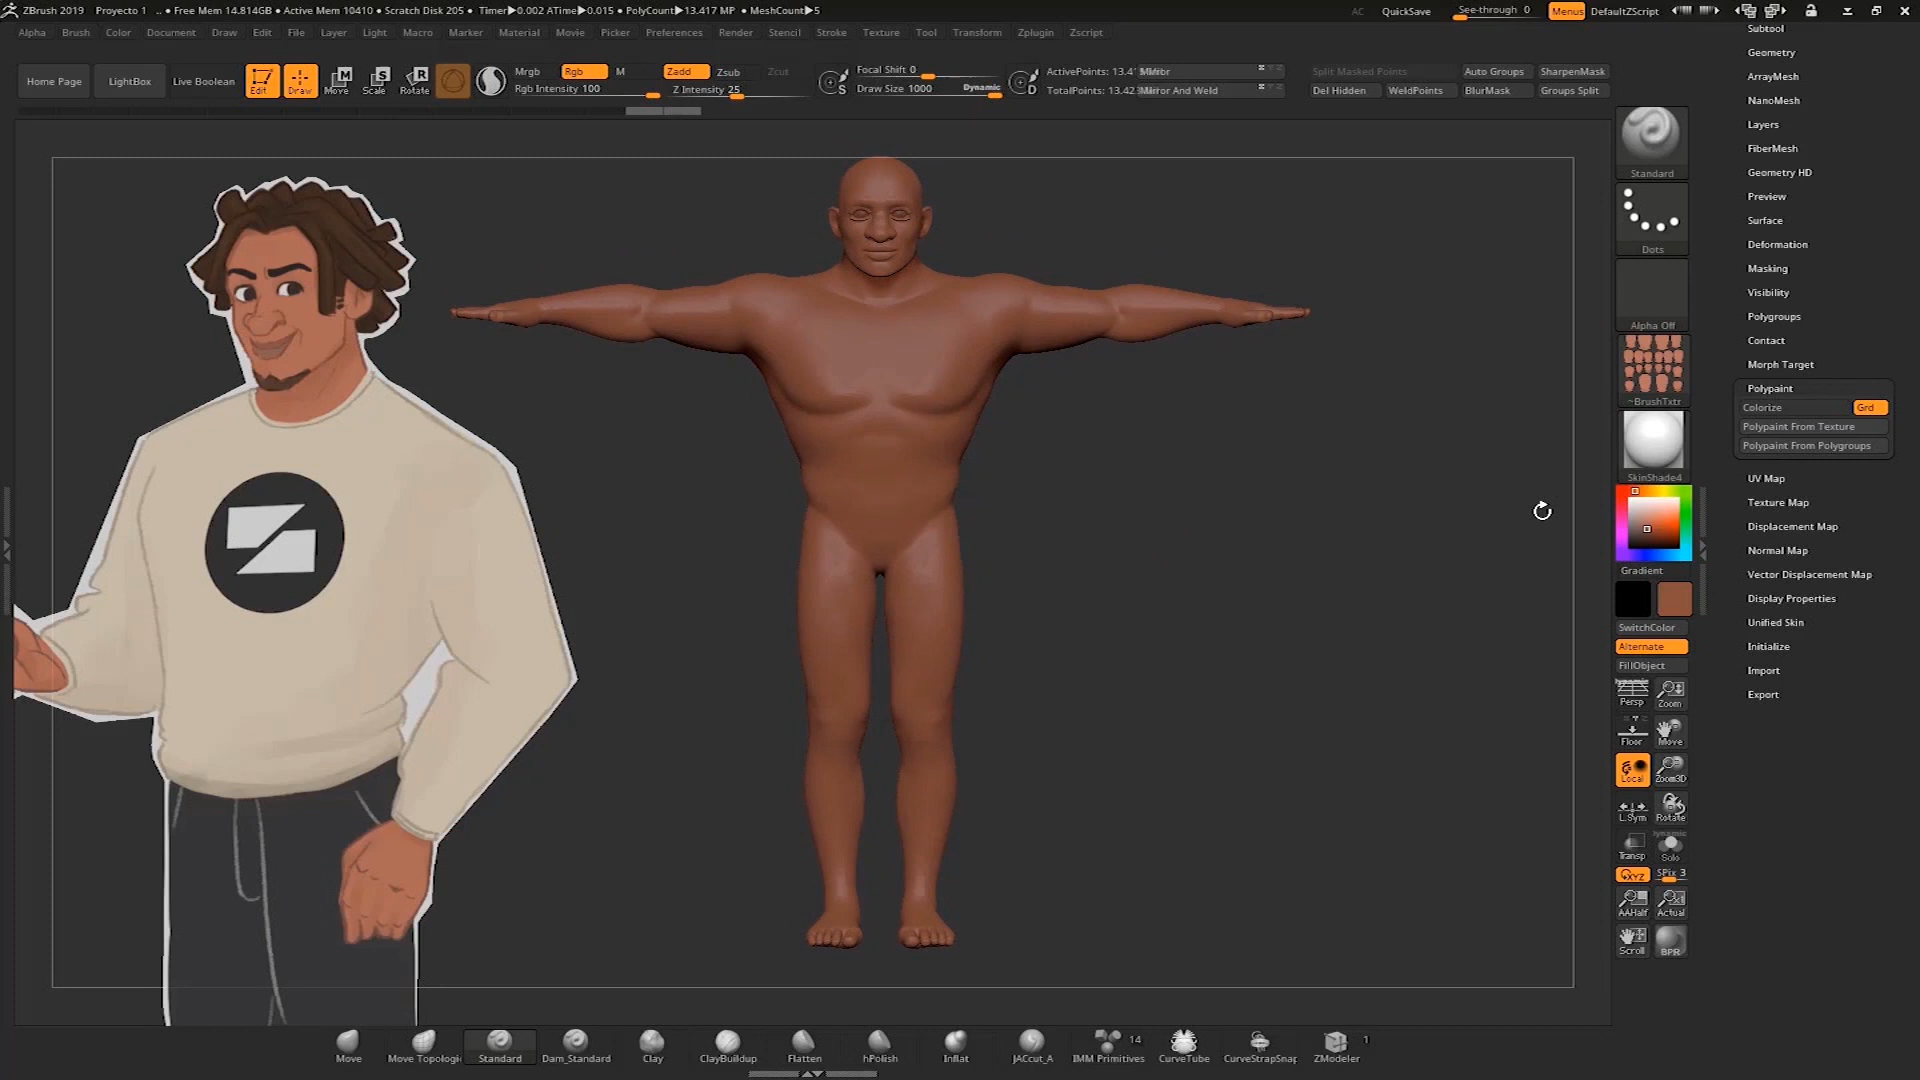 ZBrush 2019 Proyecto 1 .. • Free Mem 14.814GB • Active Mem 10410 • Scratch Disk 205 • Timer▶0.002 ATime▶0.015 • PolyCount▶13.417 MP • MeshCount▶5 AC QuickSave See-through 0 Menus DefaultZScript
Alpha Brush Color Document Draw Edit File Layer Light Macro Marker Material Movie Picker Preferences Render Stencil Stroke Texture Tool Transform Zplugin Zscript
Home Page LightBox Live Boolean Edit Draw Move Scale Rotate
Mrgb Rgb M Zadd Zsub Zcut
Rgb Intensity 100 Z Intensity 25
Focal Shift 0
Draw Size 1000 Dynamic
S D
ActivePoints: 13.41 Mirror
TotalPoints: 13.423 Mirror And Weld
Split Masked Points Auto Groups SharpenMask
Del Hidden WeldPoints BlurMask Groups Split
Standard
Dots
Alpha Off
~BrushTxtr
SkinShade4
Gradient
SwitchColor
Alternate
FillObject
Dynamic
Persp Zoom
Floor Move
Local Zoom3D
L.Sym Rotate
Dynamic
Transp Solo
XYZ SPix 3
AAHalf Actual
Scroll BPR
Subtool
Geometry
ArrayMesh
NanoMesh
Layers
FiberMesh
Geometry HD
Preview
Surface
Deformation
Masking
Visibility
Polygroups
Contact
Morph Target
Polypaint
Colorize Grd
Polypaint From Texture
Polypaint From Polygroups
UV Map
Texture Map
Displacement Map
Normal Map
Vector Displacement Map
Display Properties
Unified Skin
Initialize
Import
Export
Move Move Topologi Standard Dam_Standard Clay ClayBuildup Flatten hPolish Inflat JACcut_A IMM Primitives 14 CurveTube CurveStrapSnap ZModeler 1